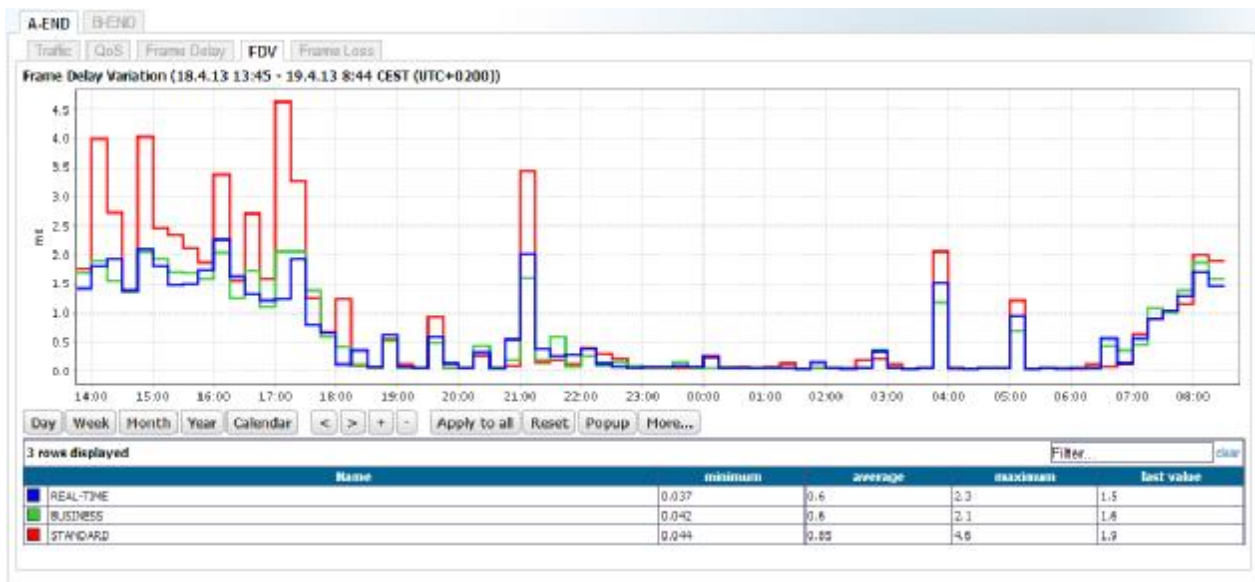 A-END B-END
Traffic QoS Frame Delay FDV Frame Loss
Frame Delay Variation (18.4.13 13:45 - 19.4.13 8:44 CEST (UTC+0200))
4.5
4.0
3.5
3.0
2.5
2.0
1.5
1.0
0.5
0.0
ms
14:00 15:00 16:00 17:00 18:00 19:00 20:00 21:00 22:00 23:00 00:00 01:00 02:00 03:00 04:00 05:00 06:00 07:00 08:00
Day Week Month Year Calendar < > + - Apply to all Reset Popup More...
3 rows displayed Filter... clear
Name minimum average maximum last value
REAL-TIME 0.037 0.6 2.3 1.5
BUSINESS 0.042 0.6 2.1 1.6
STANDARD 0.044 0.85 4.6 1.9